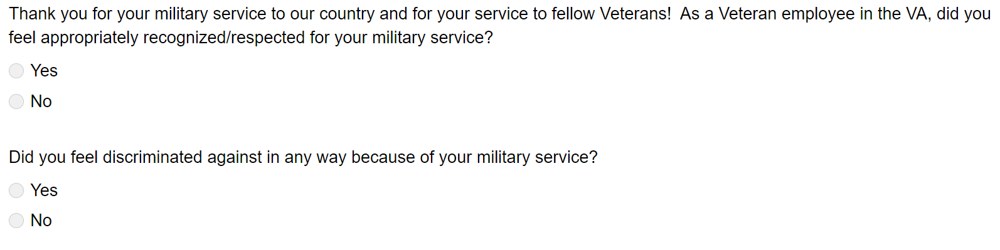 Thank you for your military service to our country and for your service to fellow Veterans!  As a Veteran employee in the VA, did you
feel appropriately recognized/respected for your military service?
Yes
No
Did you feel discriminated against in any way because of your military service?
Yes
No